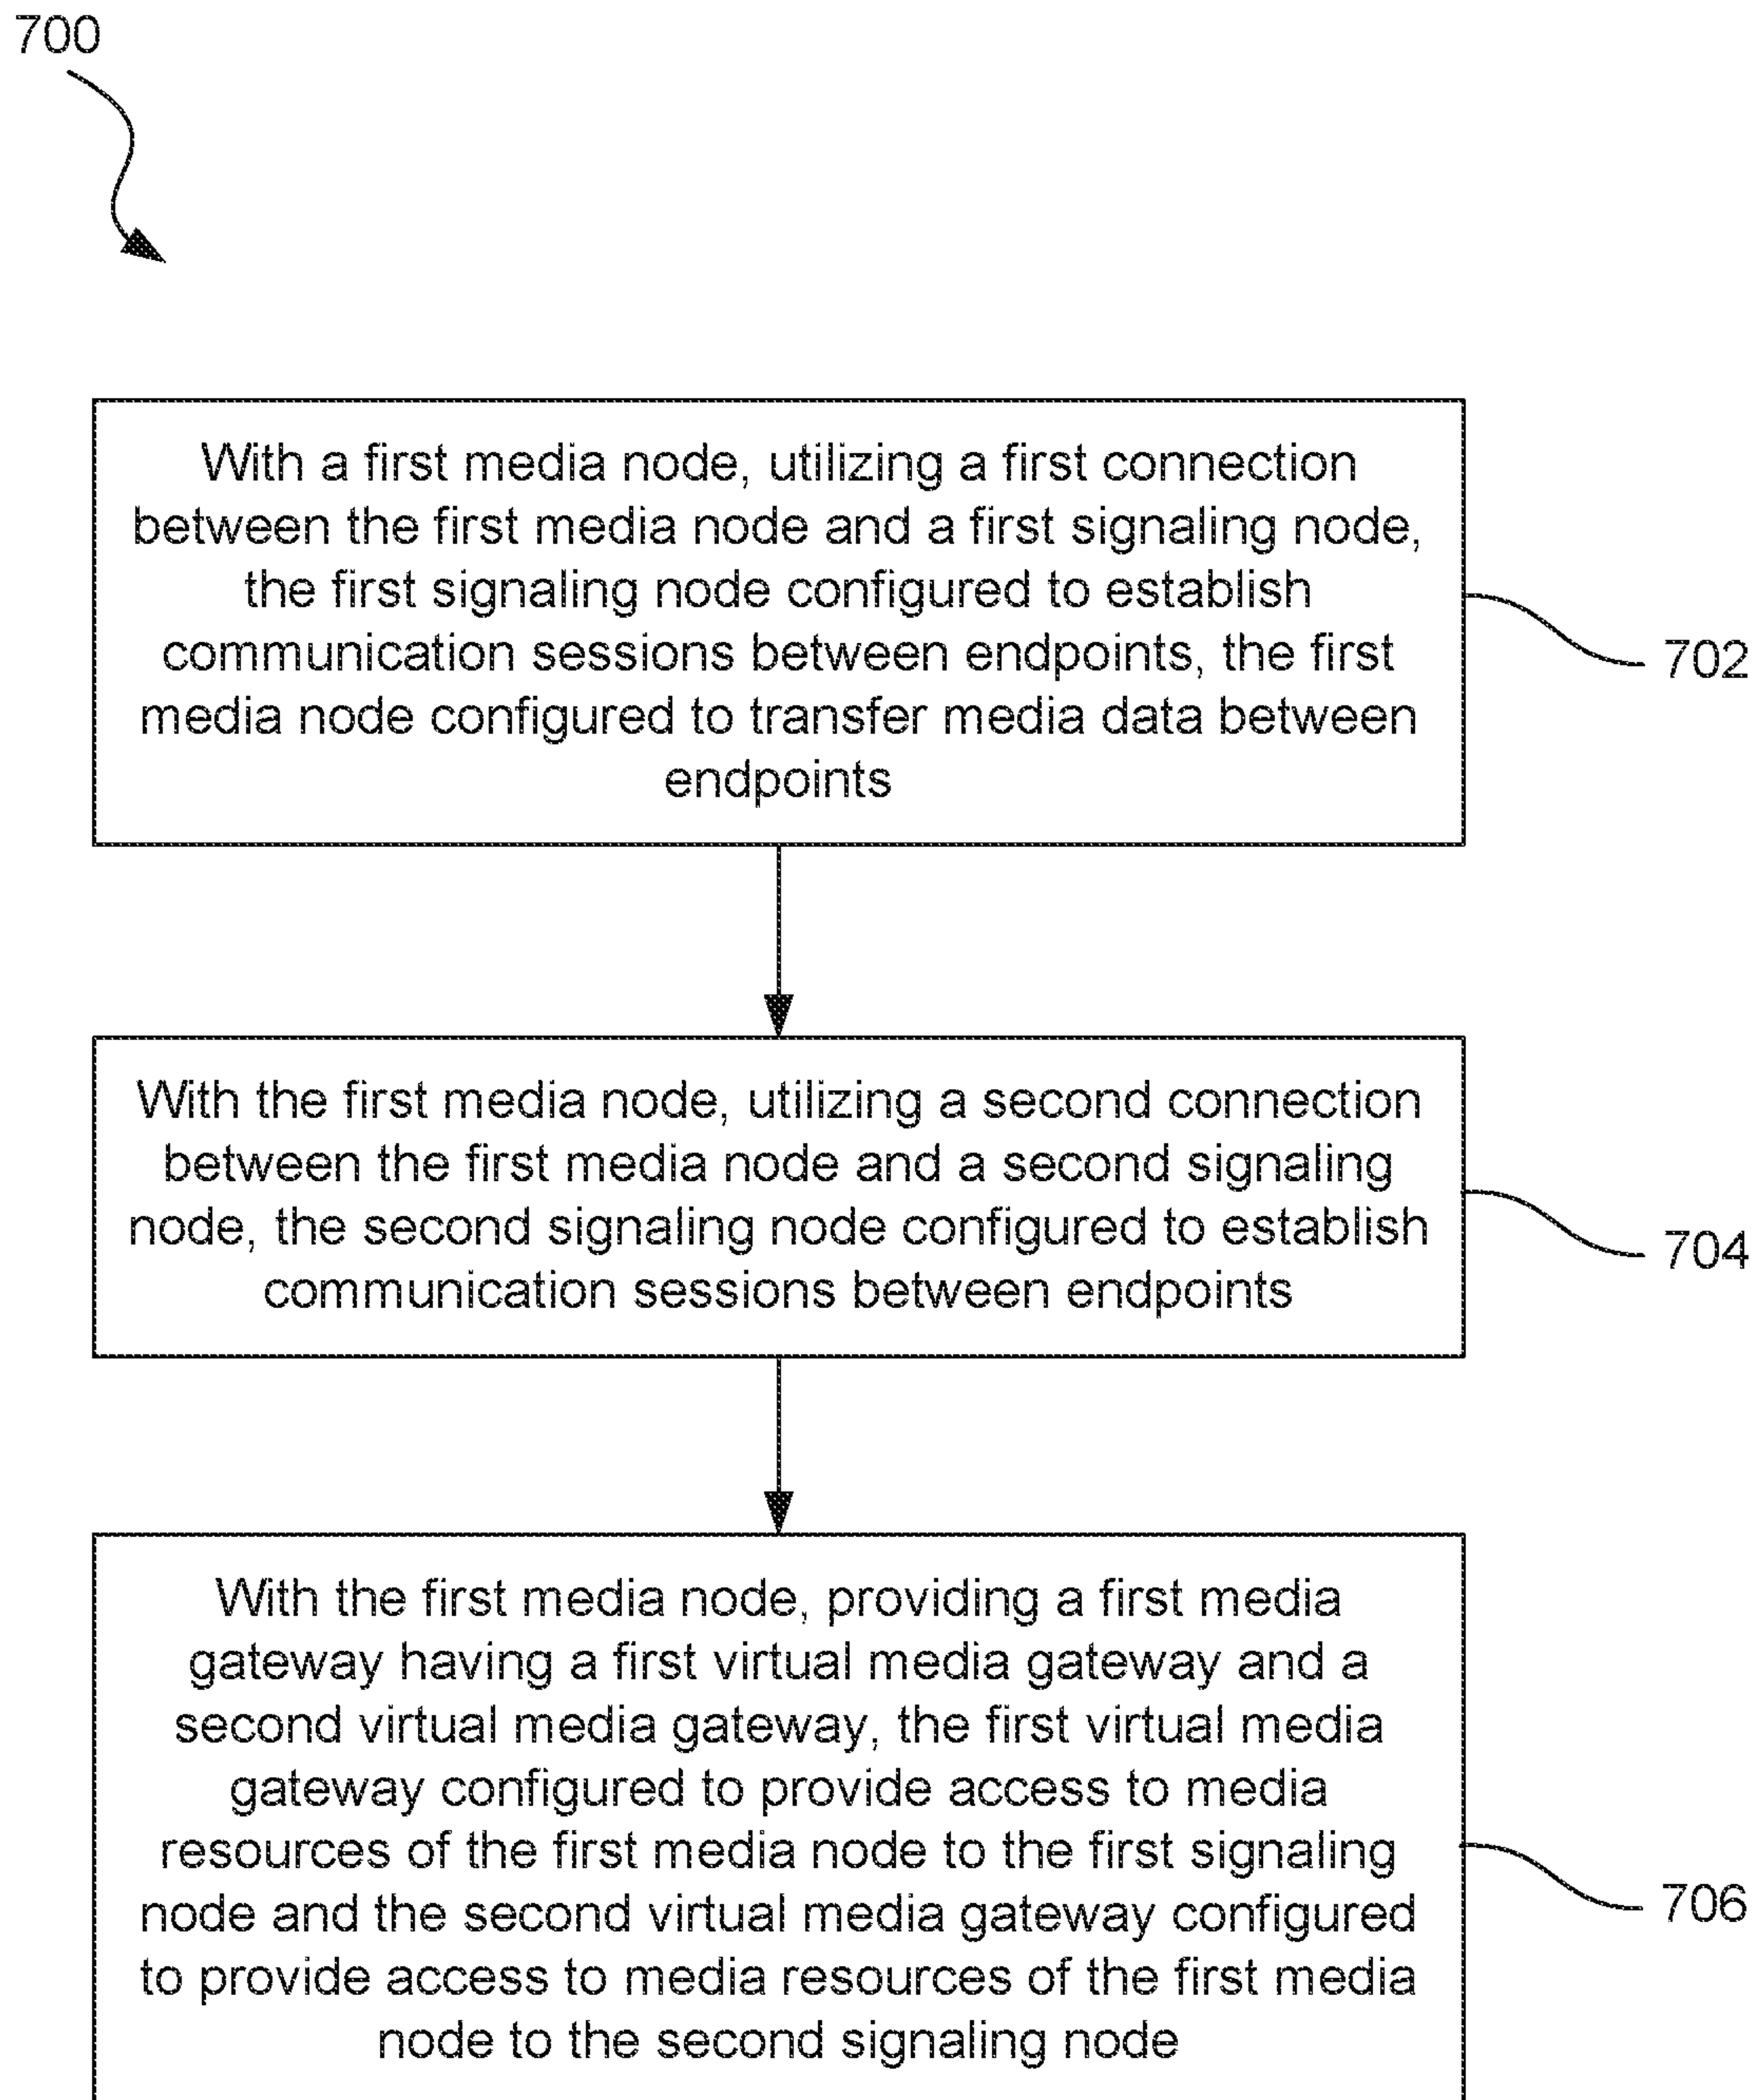 700
With a first media node, utilizing a first connection
between the first media node and a first signaling node,
the first signaling node configured to establish
communication sessions between endpoints, the first
media node configured to transfer media data between
endpoints
702
With the first media node, utilizing a second connection
between the first media node and a second signaling
node, the second signaling node configured to establish
communication sessions between endpoints
704
With the first media node, providing a first media
gateway having a first virtual media gateway and a
second virtual media gateway, the first virtual media
gateway configured to provide access to media
resources of the first media node to the first signaling
node and the second virtual media gateway configured
to provide access to media resources of the first media
node to the second signaling node
706